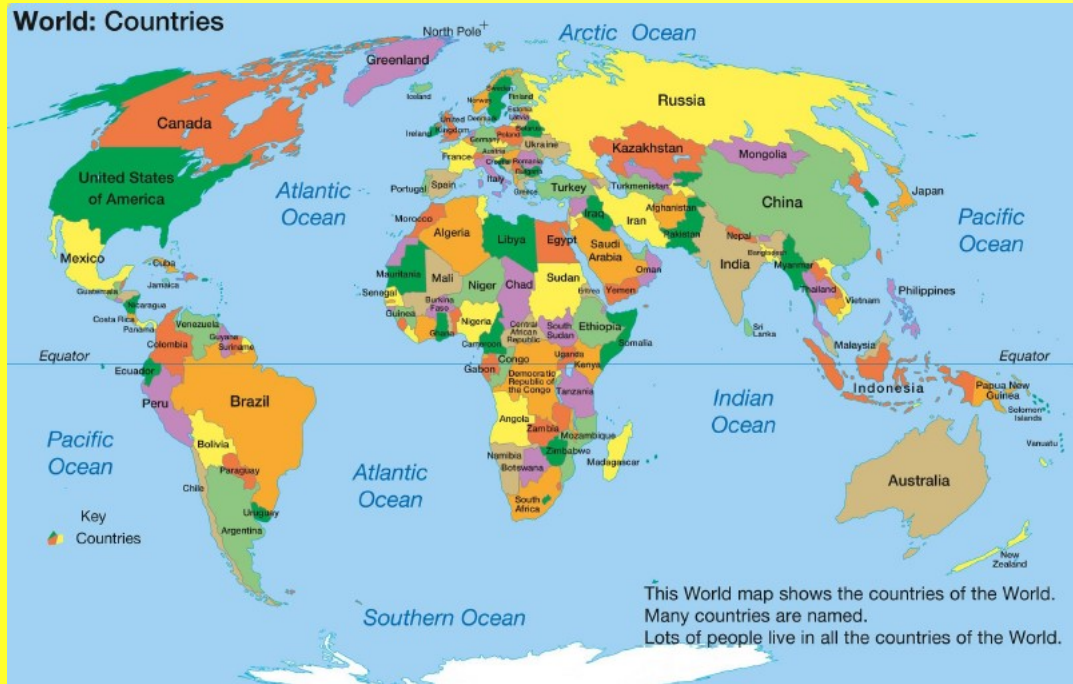 World: Countries
North Pole
Arctic Ocean
Greenland
Iceland
Norway
Sweden
Finland
Estonia
Latvia
Russia
Canada
United
Kingdom
Ireland
Denmark
Belarus
Poland
Germany
Ukraine
Austria
France
Croatia
Romania
Bulgaria
Italy
Portugal
Spain
Greece
Turkey
Kazakhstan
Mongolia
Turkmenistan
China
Japan
United States
of America
Atlantic
Ocean
Pacific
Ocean
Morocco
Algeria
Libya
Egypt
Iraq
Iran
Afghanistan
Pakistan
Saudi
Arabia
Nepal
Bangladesh
India
Myanmar
Mexico
Cuba
Jamaica
Guatemala
Nicaragua
Costa Rica
Panama
Mauritania
Mali
Niger
Chad
Sudan
Eritrea
Oman
Yemen
Thailand
Vietnam
Philippines
Senegal
Guinea
Burkina
Faso
Ghana
Nigeria
Cameroon
Central
African
Republic
South
Sudan
Ethiopia
Somalia
Sri
Lanka
Malaysia
Venezuela
Guyana
Suriname
Colombia
Equator
Equator
Ecuador
Gabon
Congo
Democratic
Republic of
the Congo
Uganda
Kenya
Tanzania
Indonesia
Papua New
Guinea
Solomon
Islands
Peru
Brazil
Indian
Ocean
Angola
Zambia
Mozambique
Vanuatu
Pacific
Ocean
Bolivia
Paraguay
Chile
Atlantic
Ocean
Namibia
Botswana
Zimbabwe
Madagascar
Australia
South
Africa
Uruguay
Argentina
Key
Countries
New
Zealand
Southern Ocean
This World map shows the countries of the World.
Many countries are named.
Lots of people live in all the countries of the World.